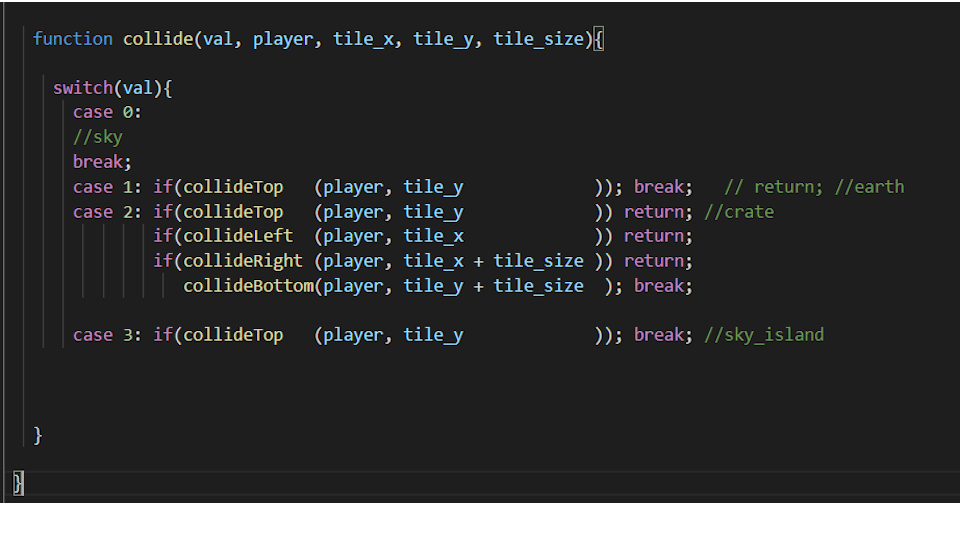 function collide(val, player, tile_x, tile_y, tile_size){
switch(val){
case 0:
//sky
break;
case 1: if(collideTop   (player, tile_y             )); break;   // return; //earth
case 2: if(collideTop   (player, tile_y             )) return; //crate
if(collideLeft  (player, tile_x             )) return;
if(collideRight (player, tile_x + tile_size )) return;
collideBottom(player, tile_y + tile_size  ); break;
case 3: if(collideTop   (player, tile_y             )); break; //sky_island
}
}